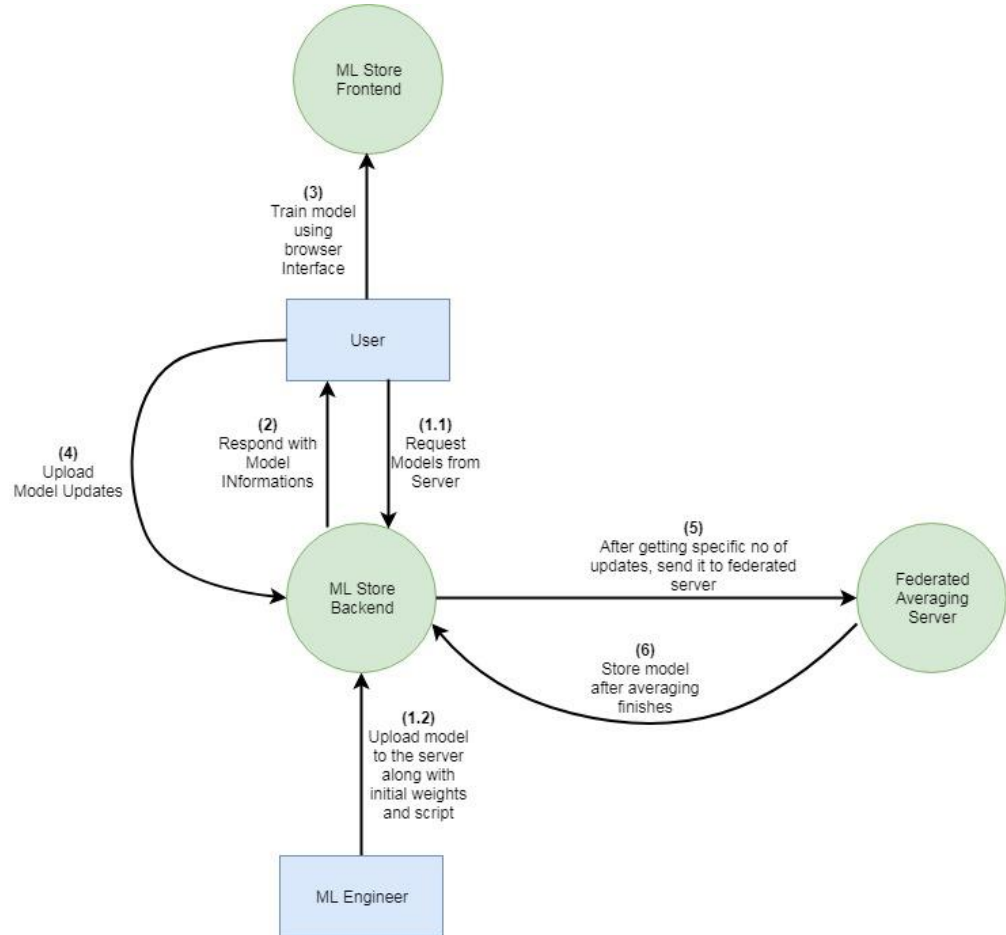 ML Store
Frontend
(3)
Train model
using
browser
Interface
User
(4)
Upload
Model Updates
(2)
Respond with
Model
INformations
(1.1)
Request
Models from
Server
ML Store
Backend
(5)
After getting specific no of
updates, send it to federated
server
Federated
Averaging
Server
(6)
Store model
after averaging
finishes
(1.2)
Upload model
to the server
along with
initial weights
and script
ML Engineer